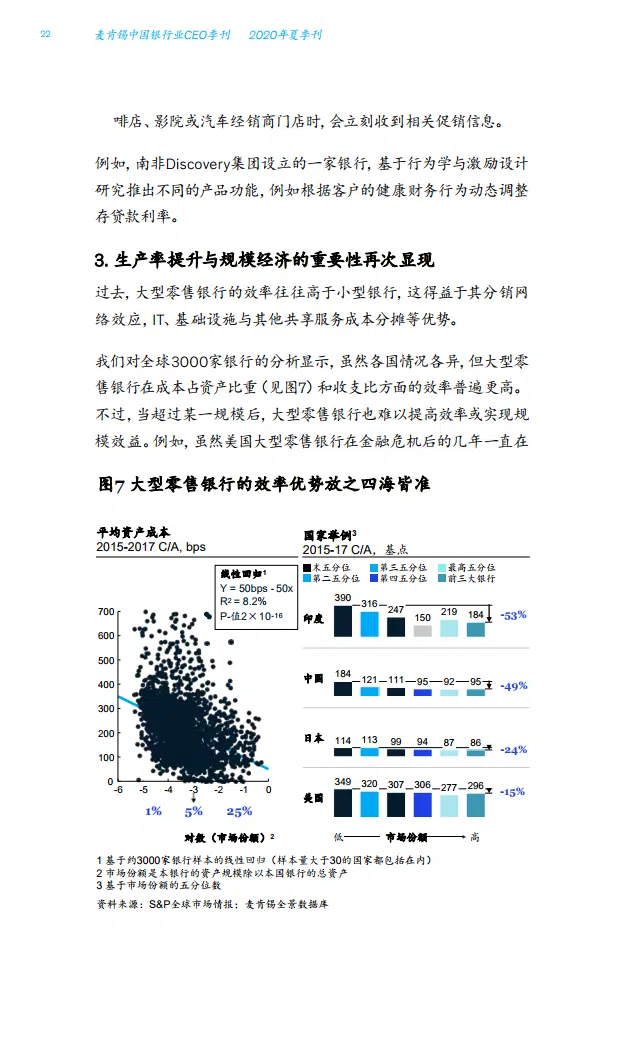 22 麦肯锡中国银行业CEO季刊 2020年夏季刊
啡店、影院或汽车经销商门店时，会立刻收到相关促销信息。
例如，南非Discovery集团设立的一家银行，基于行为学与激励设计
研究推出不同的产品功能，例如根据客户的健康财务行为动态调整
存贷款利率。
3. 生产率提升与规模经济的重要性再次显现
过去，大型零售银行的效率往往高于小型银行，这得益于其分销网
络效应，IT、基础设施与其他共享服务成本分摊等优势。
我们对全球3000家银行的分析显示，虽然各国情况各异，但大型零
售银行在成本占资产比重（见图7）和收支比方面的效率普遍更高。
不过，当超过某一规模后，大型零售银行也难以提高效率或实现规
模效益。例如，虽然美国大型零售银行在金融危机后的几年一直在
图7 大型零售银行的效率优势放之四海皆准
平均资产成本
2015-2017 C/A, bps
线性回归1
Y = 50bps - 50x
R2 = 8.2%
P-值2×10-16
700
600
500
400
300
200
100
0
-6 -5 -4 -3 -2 -1 0
1% 5% 25%
对数（市场份额）2
国家举例3
2015-17 C/A，基点
末五分位 第三五分位 最高五分位
第二五分位 第四五分位 前三大银行
印度 390 316 247 150 219 184 -53%
中国 184 121 111 95 92 95 -49%
日本 114 113 99 94 87 86 -24%
美国 349 320 307 306 277 296 -15%
低 市场份额 高
1 基于约3000家银行样本的线性回归（样本量大于30的国家都包括在内）
2 市场份额是本银行的资产规模除以本国银行的总资产
3 基于市场份额的五分位数
资料来源：S&P全球市场情报；麦肯锡全景数据库